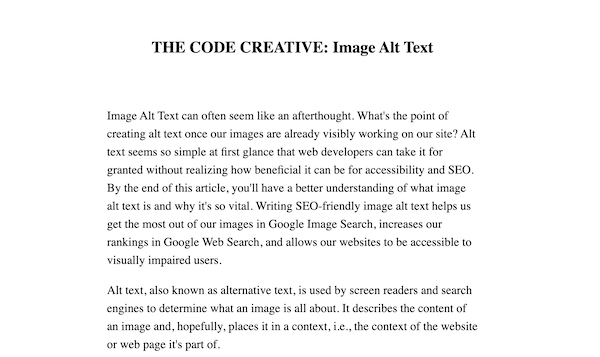 THE CODE CREATIVE: Image Alt Text
Image Alt Text can often seem like an afterthought. What's the point of
creating alt text once our images are already visibly working on our site? Alt
text seems so simple at first glance that web developers can take it for
granted without realizing how beneficial it can be for accessibility and SEO.
By the end of this article, you'll have a better understanding of what image
alt text is and why it's so vital. Writing SEO-friendly image alt text helps us
get the most out of our images in Google Image Search, increases our
rankings in Google Web Search, and allows our websites to be accessible to
visually impaired users.
Alt text, also known as alternative text, is used by screen readers and search
engines to determine what an image is all about. It describes the content of
an image and, hopefully, places it in a context, i.e., the context of the website
or web page it's part of.